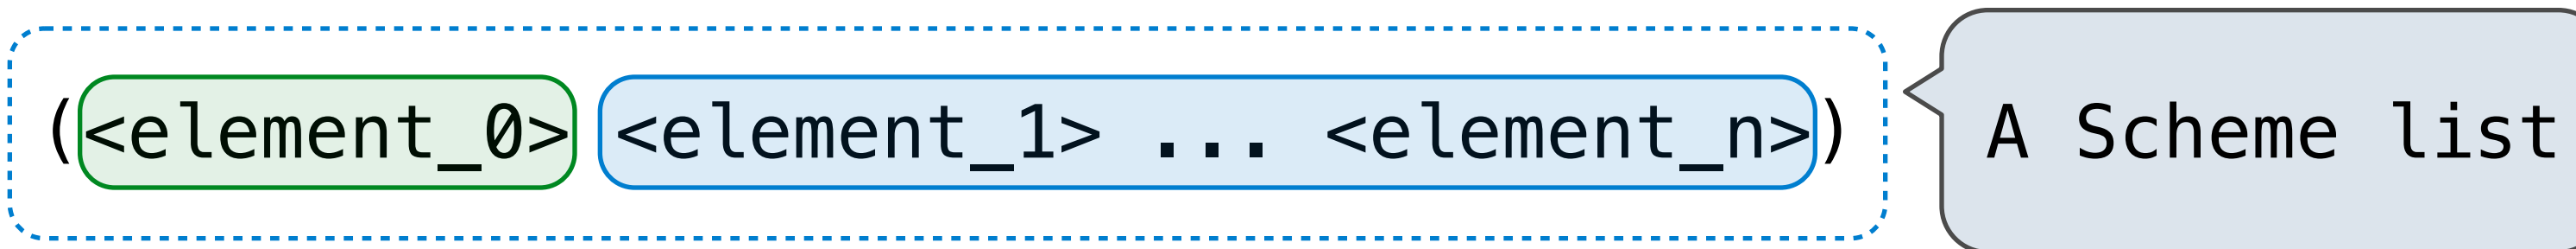 (<element_0> <element_1> ... <element_n>)
A Scheme list